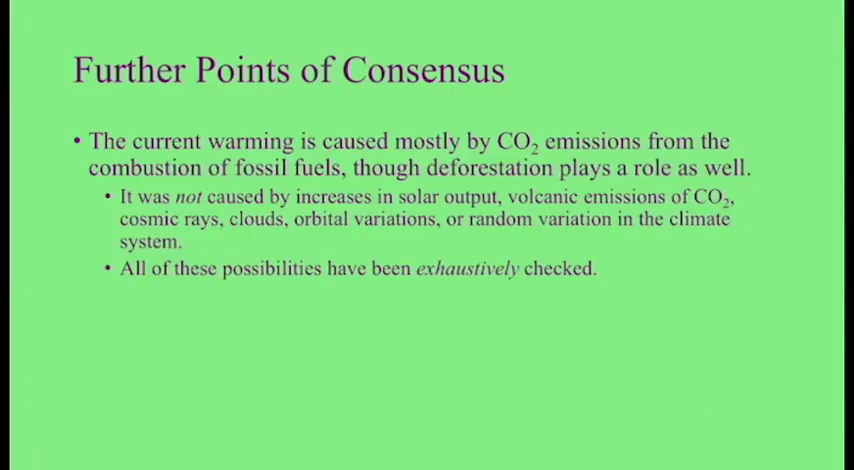 Further Points of Consensus
• The current warming is caused mostly by CO₂ emissions from the
combustion of fossil fuels, though deforestation plays a role as well.
• It was not caused by increases in solar output, volcanic emissions of CO₂,
cosmic rays, clouds, orbital variations, or random variation in the climate
system.
• All of these possibilities have been exhaustively checked.